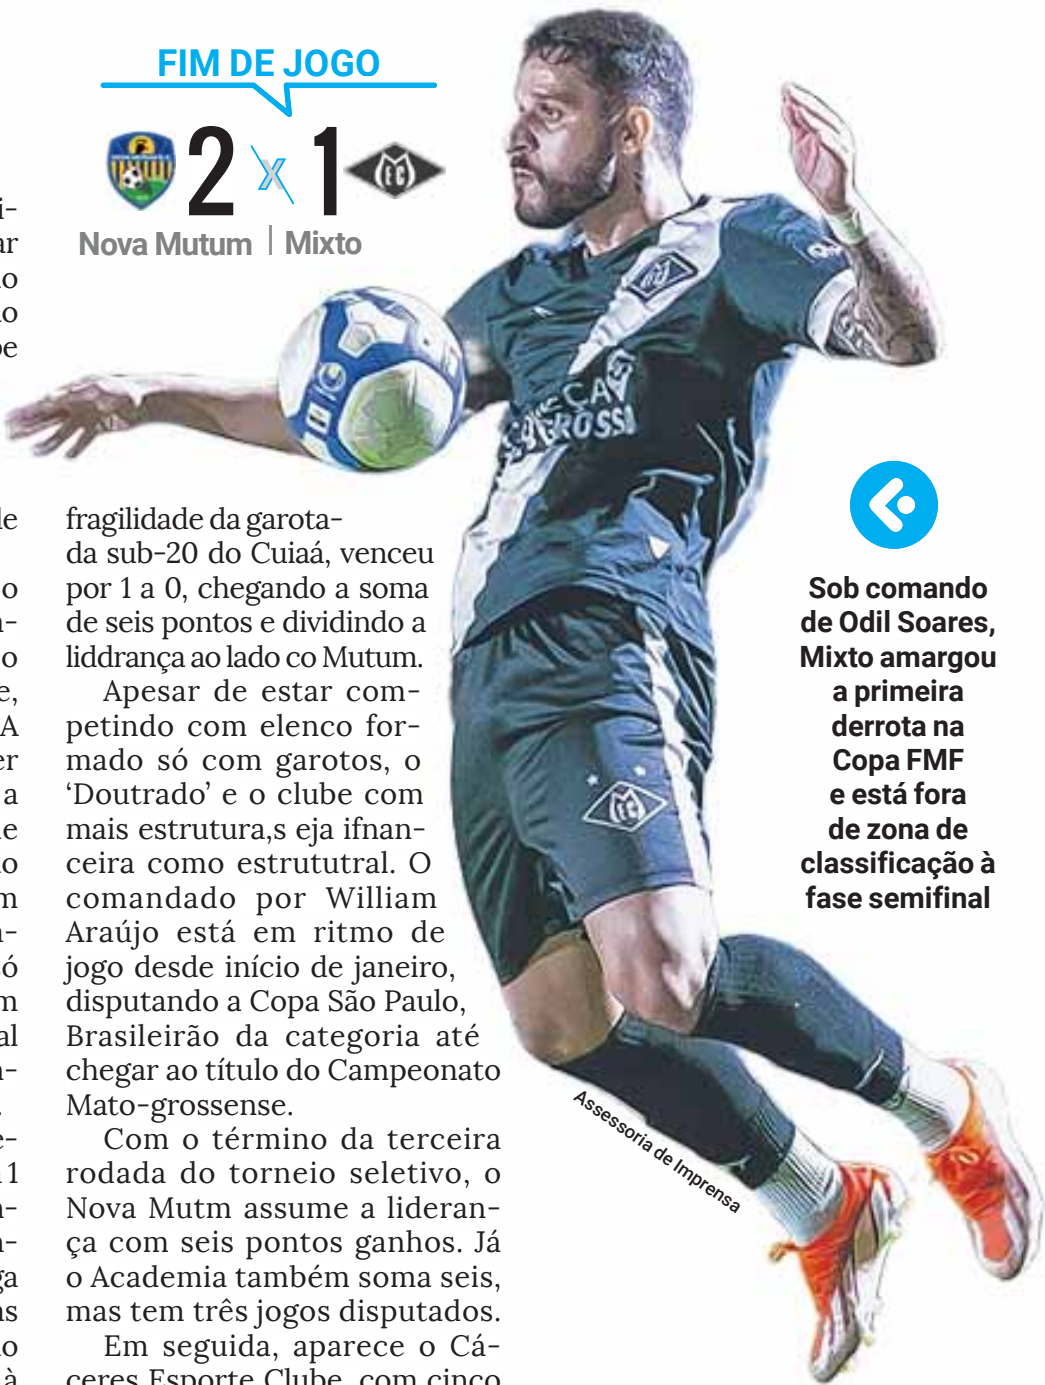 FIM DE JOGO
2 x 1
Nova Mutum | Mixto
fragilidade da garota-
da sub-20 do Cuiaá, venceu
por 1 a 0, chegando a soma
de seis pontos e dividindo a
liddrança ao lado co Mutum.
Apesar de estar com-
petindo com elenco for-
mado só com garotos, o
‘Doutrado’ e o clube com
mais estrutura,s eja ifnan-
ceira como estrututral. O
comandado por William
Araújo está em ritmo de
jogo desde início de janeiro,
disputando a Copa São Paulo,
Brasileirão da categoria até
chegar ao título do Campeonato
Mato-grossense.
Com o término da terceira
rodada do torneio seletivo, o
Nova Mutm assume a lideran-
ça com seis pontos ganhos. Já
o Academia também soma seis,
mas tem três jogos disputados.
Em seguida, aparece o Cá-
ceres Esporte Clube, com cinco
Sob comando
de Odil Soares,
Mixto amargou
a primeira
derrota na
Copa FMF
e está fora
de zona de
classificação à
fase semifinal
Assessoria de Imprensa